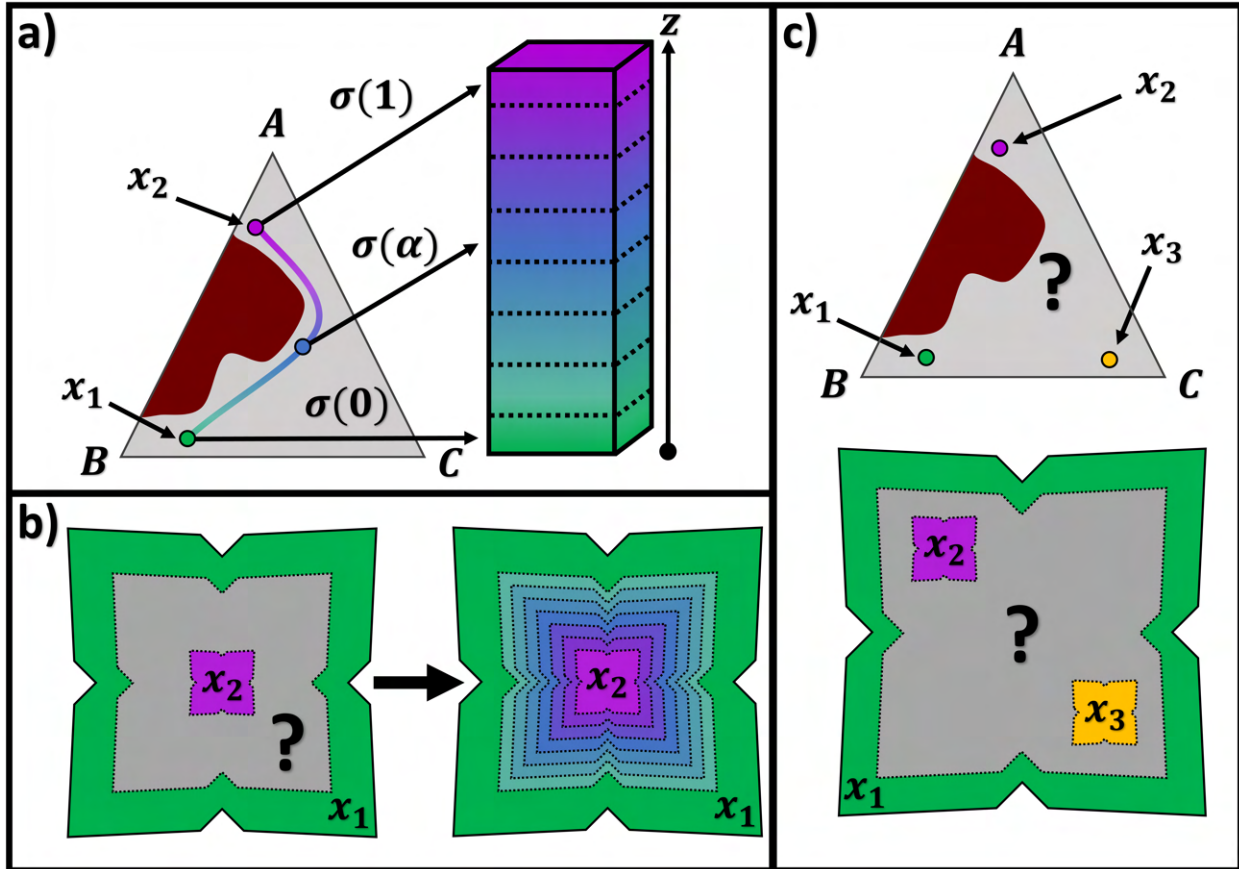 a)
z
σ(1)
A
x₂
σ(α)
x₁
σ(0)
B
C
b)
x₂
?
x₁
x₂
x₁
c)
A
x₂
x₃
?
x₁
B
C
x₂
?
x₃
x₁